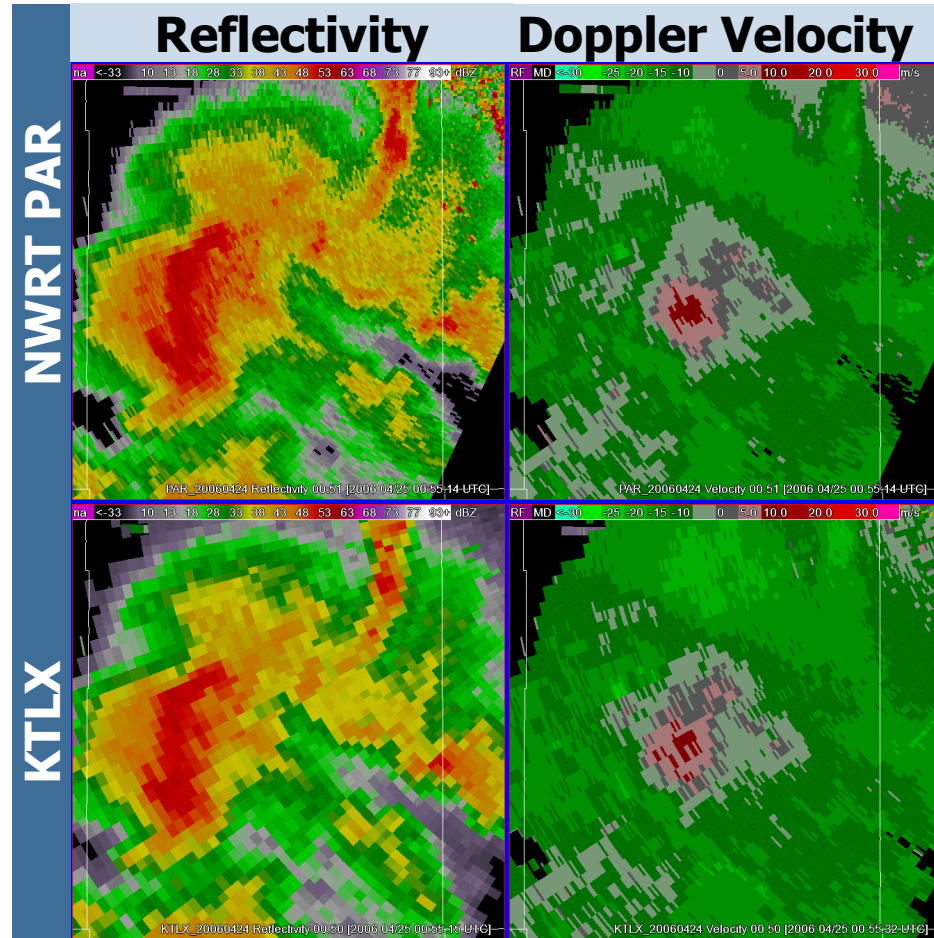 Reflectivity Doppler Velocity
NWRT PAR
na <-33 10 13 18 28 33 38 43 48 53 63 68 73 77 93+ dBZ
RF MD <-30 -25 -20 -15 -10 0 5.0 10.0 20.0 30.0 m/s
PAR_20060424 Reflectivity 00.51 [2006 04/25 00-55-14-UTC]
PAR_20060424 Velocity 00.51 [2006 04/25 00-55-14-UTC]
KTLX
na <-33 10 13 18 28 33 38 43 48 53 63 68 73 77 93+ dBZ
RF MD <-30 -25 -20 -15 -10 0 5.0 10.0 20.0 30.0 m/s
KTLX_20060424 Reflectivity 00.50 [2006 04/25 00-55-15-UTC]
KTLX_20060424 Velocity 00.50 [2006 04/25 00-55-32-UTC]